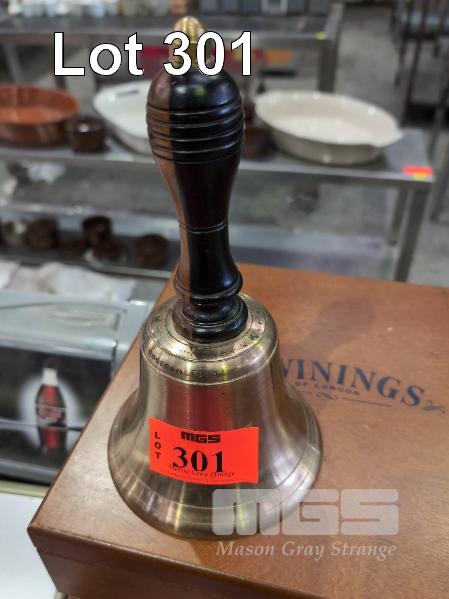 Lot 301
WININGS
OF LONDON
LOT
MGS
301
Mason Gray Strange
MGS
Mason Gray Strange